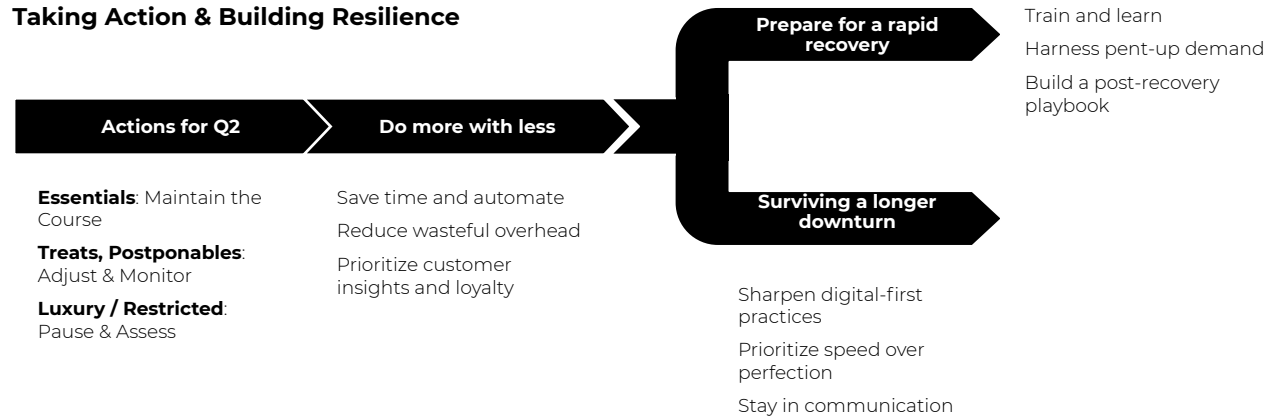 Taking Action & Building Resilience
Actions for Q2
Essentials: Maintain the
Course
Treats, Postponables:
Adjust & Monitor
Luxury / Restricted:
Pause & Assess
Do more with less
Save time and automate
Reduce wasteful overhead
Prioritize customer
insights and loyalty
Prepare for a rapid
recovery
Train and learn
Harness pent-up demand
Build a post-recovery
playbook
Surviving a longer
downturn
Sharpen digital-first
practices
Prioritize speed over
perfection
Stay in communication